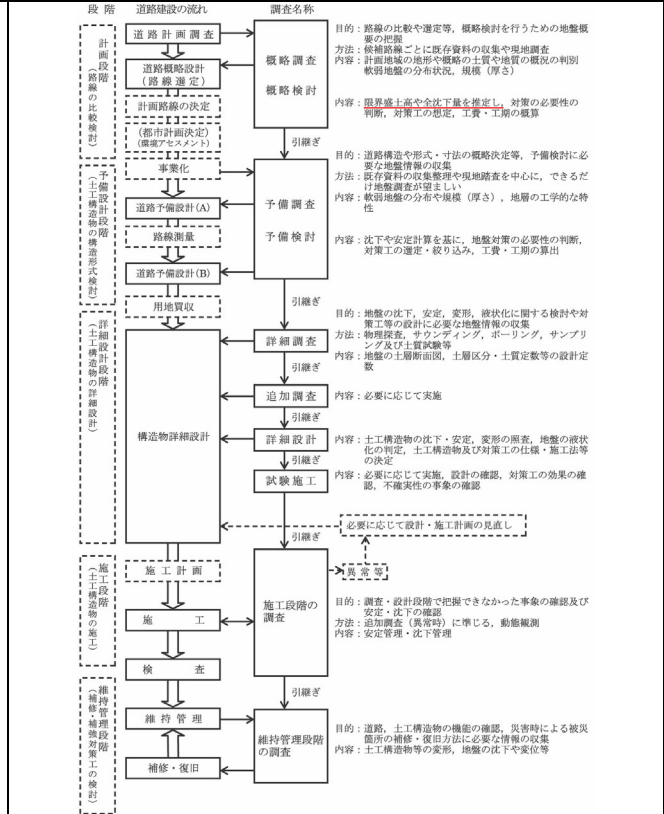 段階
道路建設の流れ
調査名称
計画段階
（路線の比較検討）
道路計画調査
道路概略設計
（路線選定）
計画路線の決定
（都市計画決定）
（環境アセスメント）
概略調査
概略検討
目的：路線の比較や選定等，概略検討を行うための地盤概
要の把握
方法：候補路線ごとに既存資料の収集や現地調査
内容：計画地域の地形や概略の土質や地質の概況の判別
軟弱地盤の分布状況，規模（厚さ）
内容：限界盛土高や全沈下量を推定し，対策の必要性の
判断，対策工の想定，工費・工期の概算
引継ぎ
予備設計段階
（土工構造物の構造形式検討）
事業化
道路予備設計(A)
路線測量
道路予備設計(B)
用地買収
予備調査
予備検討
目的：道路構造や形式・寸法の概略決定等，予備検討に必
要な地盤情報の収集
方法：既存資料の収集整理や現地踏査を中心に，できるだ
け地盤調査が望ましい
内容：軟弱地盤の分布や規模（厚さ），地層の工学的な特
性
内容：沈下や安定計算を基に，地盤対策の必要性の判断，
対策工の選定・絞り込み，工費・工期の算出
引継ぎ
詳細設計段階
（土工構造物の詳細設計）
構造物詳細設計
詳細調査
目的：地盤の沈下，安定，変形，液状化に関する検討や対
策工等の設計に必要な地盤情報の収集
方法：物理探査，サウンディング，ボーリング，サンプリ
ング及び土質試験等
内容：地盤の土層断面図，土層区分・土質定数等の設計定
数
引継ぎ
追加調査
内容：必要に応じて実施
引継ぎ
詳細設計
内容：土工構造物の沈下・安定，変形の照査，地盤の液状
化の判定，土工構造物及び対策工の仕様・施工法等
の決定
引継ぎ
試験施工
内容：必要に応じて実施，設計の確認，対策工の効果の確
認，不確実性の事象の確認
必要に応じて設計・施工計画の見直し
引継ぎ
異常等
施工段階
（土工構造物の施工）
施工計画
施工
検査
施工段階の
調査
目的：調査・設計段階で把握できなかった事象の確認及び
安定・沈下の確認
方法：追加調査（異常時）に準じる，動態観測
内容：安定管理・沈下管理
引継ぎ
維持管理段階
（補修・補強対策工の検討）
維持管理
補修・復旧
維持管理段階
の調査
目的：道路，土工構造物の機能の確認，災害時による被災
箇所の補修・復旧方法に必要な情報の収集
内容：土工構造物等の変形，地盤の沈下や変位等